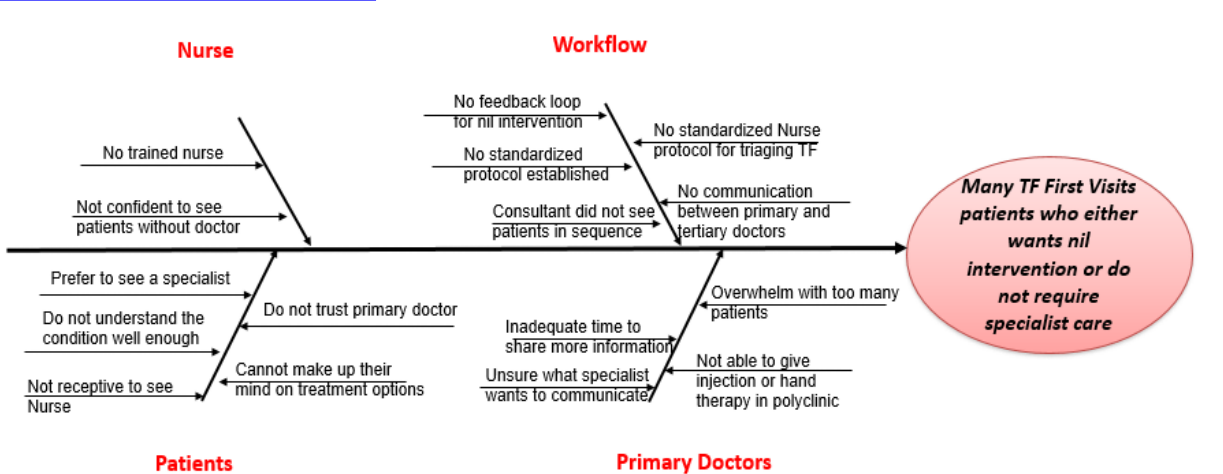 Nurse
Workflow
No trained nurse
Not confident to see
patients without doctor
No feedback loop
for nil intervention
No standardized
protocol established
Consultant did not see
patients in sequence
No standardized Nurse
protocol for triaging TF
No communication
between primary and
tertiary doctors
Many TF First Visits
patients who either
wants nil
intervention or do
not require
specialist care
Prefer to see a specialist
Do not understand the
condition well enough
Not receptive to see
Nurse
Do not trust primary doctor
Cannot make up their
mind on treatment options
Inadequate time to
share more information
Unsure what specialist
wants to communicate
Overwhelm with too many
patients
Not able to give
injection or hand
therapy in polyclinic
Patients
Primary Doctors